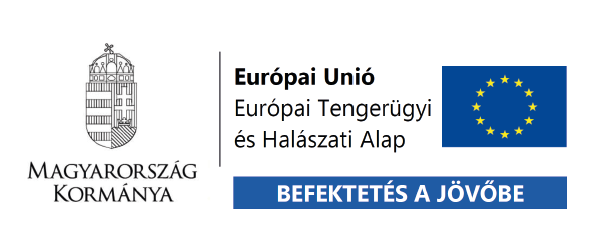 MAGYARORSZÁG
KORMÁNYA
Európai Unió
Európai Tengerügyi
és Halászati Alap
BEFEKTETÉS A JÖVŐBE